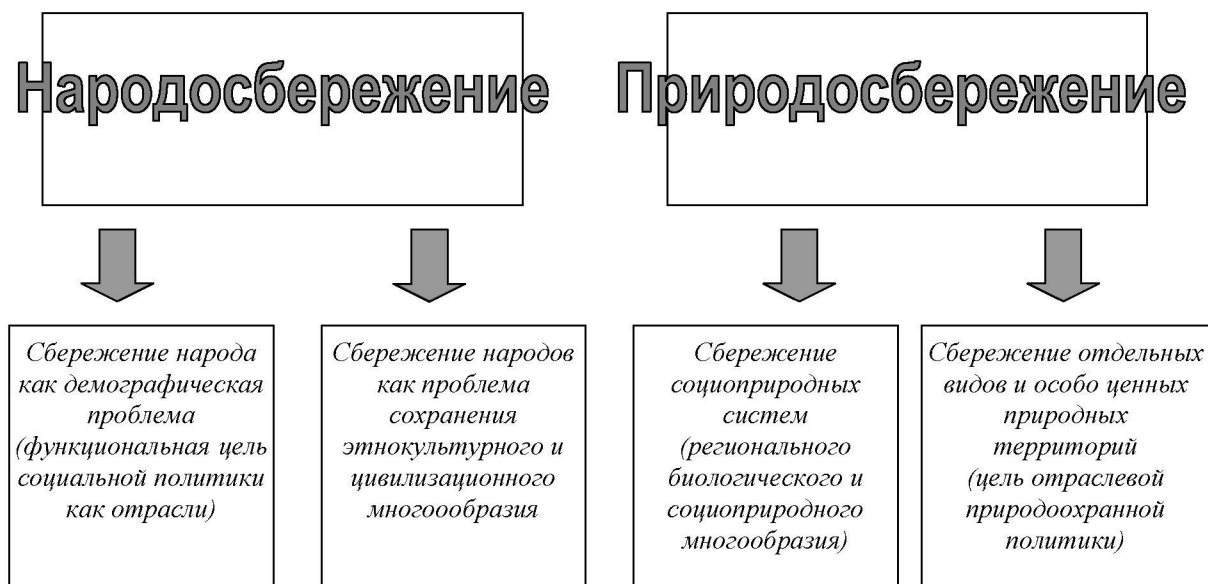 Народосбережение
Природосбережение
Сбережение народа
как демографическая
проблема
(функциональная цель
социальной политики
как отрасли)
Сбережение народов
как проблема
сохранения
этнокультурного и
цивилизационного
многоообразия
Сбережение
социоприродных
систем
(регионального
биологического и
социоприродного
многообразия)
Сбережение отдельных
видов и особо ценных
природных
территорий
(цель отраслевой
природоохранной
политики)